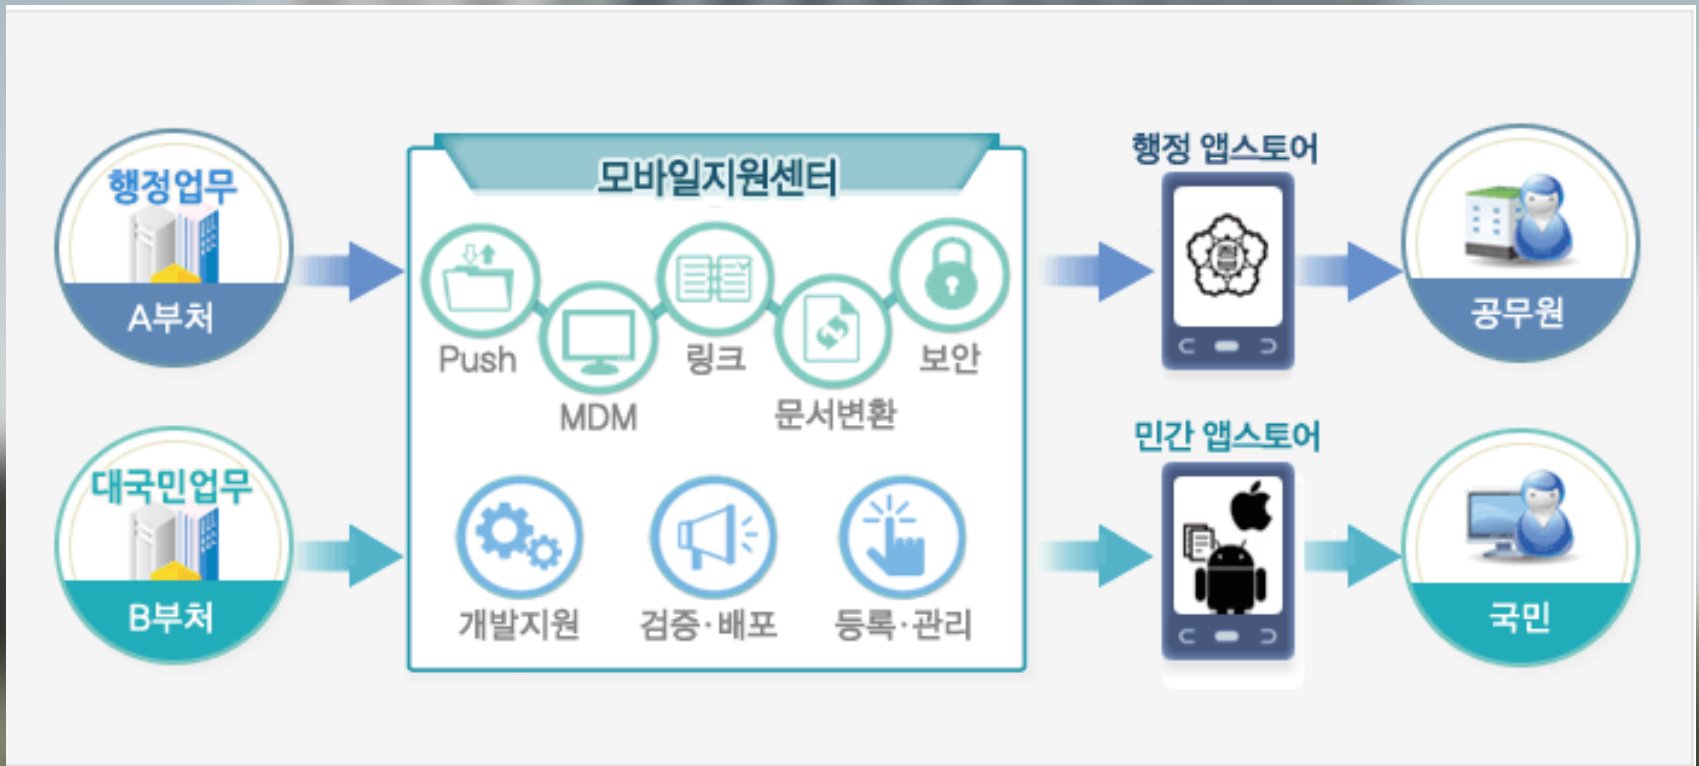 행정업무
A부처
대국민업무
B부처
모바일지원센터
Push
MDM
링크
문서변환
보안
개발지원
검증·배포
등록·관리
행정 앱스토어
공무원
민간 앱스토어
국민